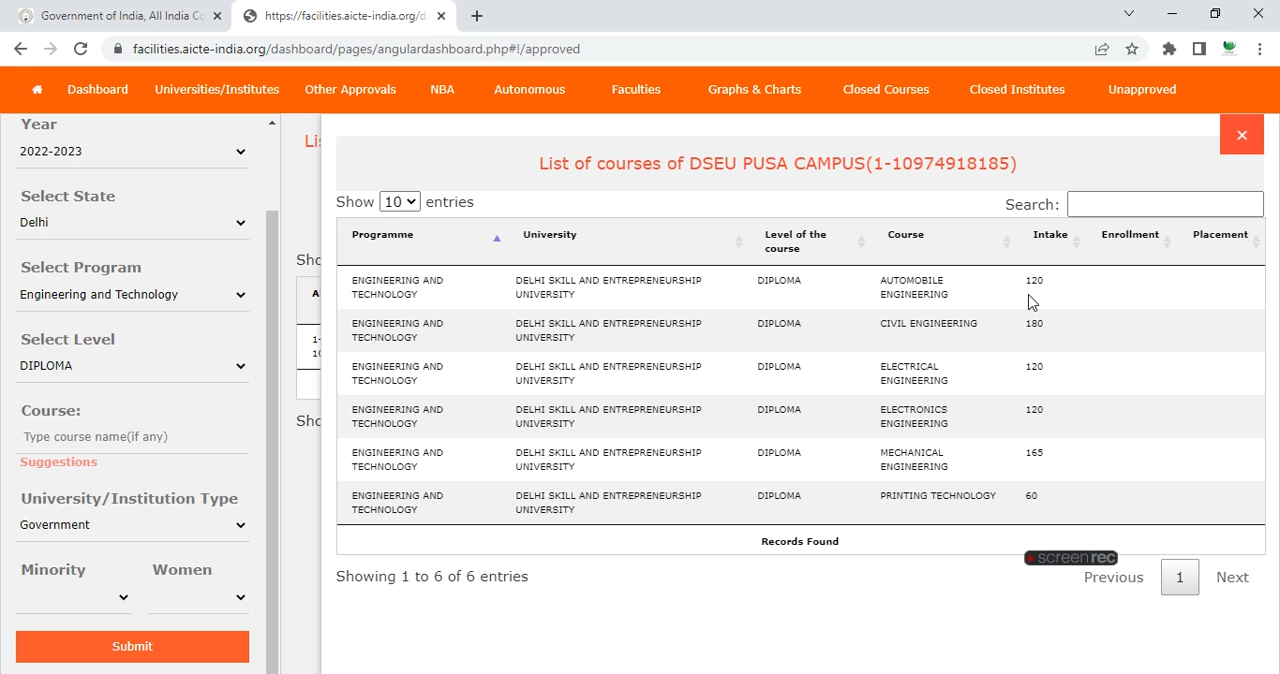 Government of India, All India Co
https://facilities.aicte-india.org/d
facilities.aicte-india.org/dashboard/pages/angulardashboard.php#!/approved
Dashboard Universities/Institutes Other Approvals NBA Autonomous Faculties Graphs & Charts Closed Courses Closed Institutes Unapproved
Year
2022-2023
Select State
Delhi
Select Program
Engineering and Technology
Select Level
DIPLOMA
Course:
Type course name(if any)
Suggestions
University/Institution Type
Government
Minority Women
Submit
Lis
Sho
A
1-
10
Sho
×
List of courses of DSEU PUSA CAMPUS(1-10974918185)
Show 10 entries
Search:
Programme University Level of the Course Intake Enrollment Placement
course
ENGINEERING AND DELHI SKILL AND ENTREPRENEURSHIP DIPLOMA AUTOMOBILE 120
TECHNOLOGY UNIVERSITY ENGINEERING
ENGINEERING AND DELHI SKILL AND ENTREPRENEURSHIP DIPLOMA CIVIL ENGINEERING 180
TECHNOLOGY UNIVERSITY
ENGINEERING AND DELHI SKILL AND ENTREPRENEURSHIP DIPLOMA ELECTRICAL 120
TECHNOLOGY UNIVERSITY ENGINEERING
ENGINEERING AND DELHI SKILL AND ENTREPRENEURSHIP DIPLOMA ELECTRONICS 120
TECHNOLOGY UNIVERSITY ENGINEERING
ENGINEERING AND DELHI SKILL AND ENTREPRENEURSHIP DIPLOMA MECHANICAL 165
TECHNOLOGY UNIVERSITY ENGINEERING
ENGINEERING AND DELHI SKILL AND ENTREPRENEURSHIP DIPLOMA PRINTING TECHNOLOGY 60
TECHNOLOGY UNIVERSITY
Records Found
screenrec
Showing 1 to 6 of 6 entries
Previous 1 Next